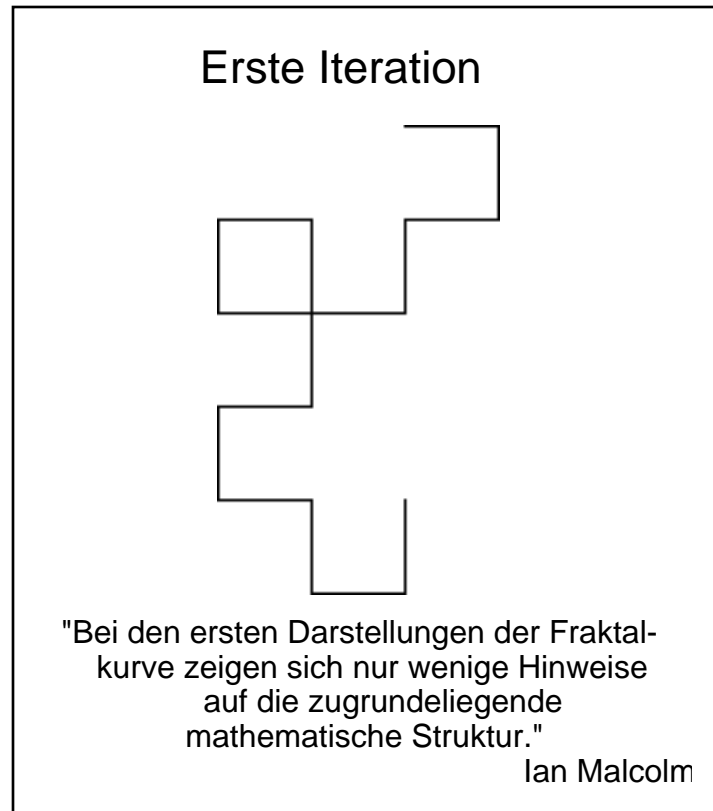 Erste Iteration
"Bei den ersten Darstellungen der Fraktal-
kurve zeigen sich nur wenige Hinweise
auf die zugrundeliegende
mathematische Struktur."
Ian Malcolm